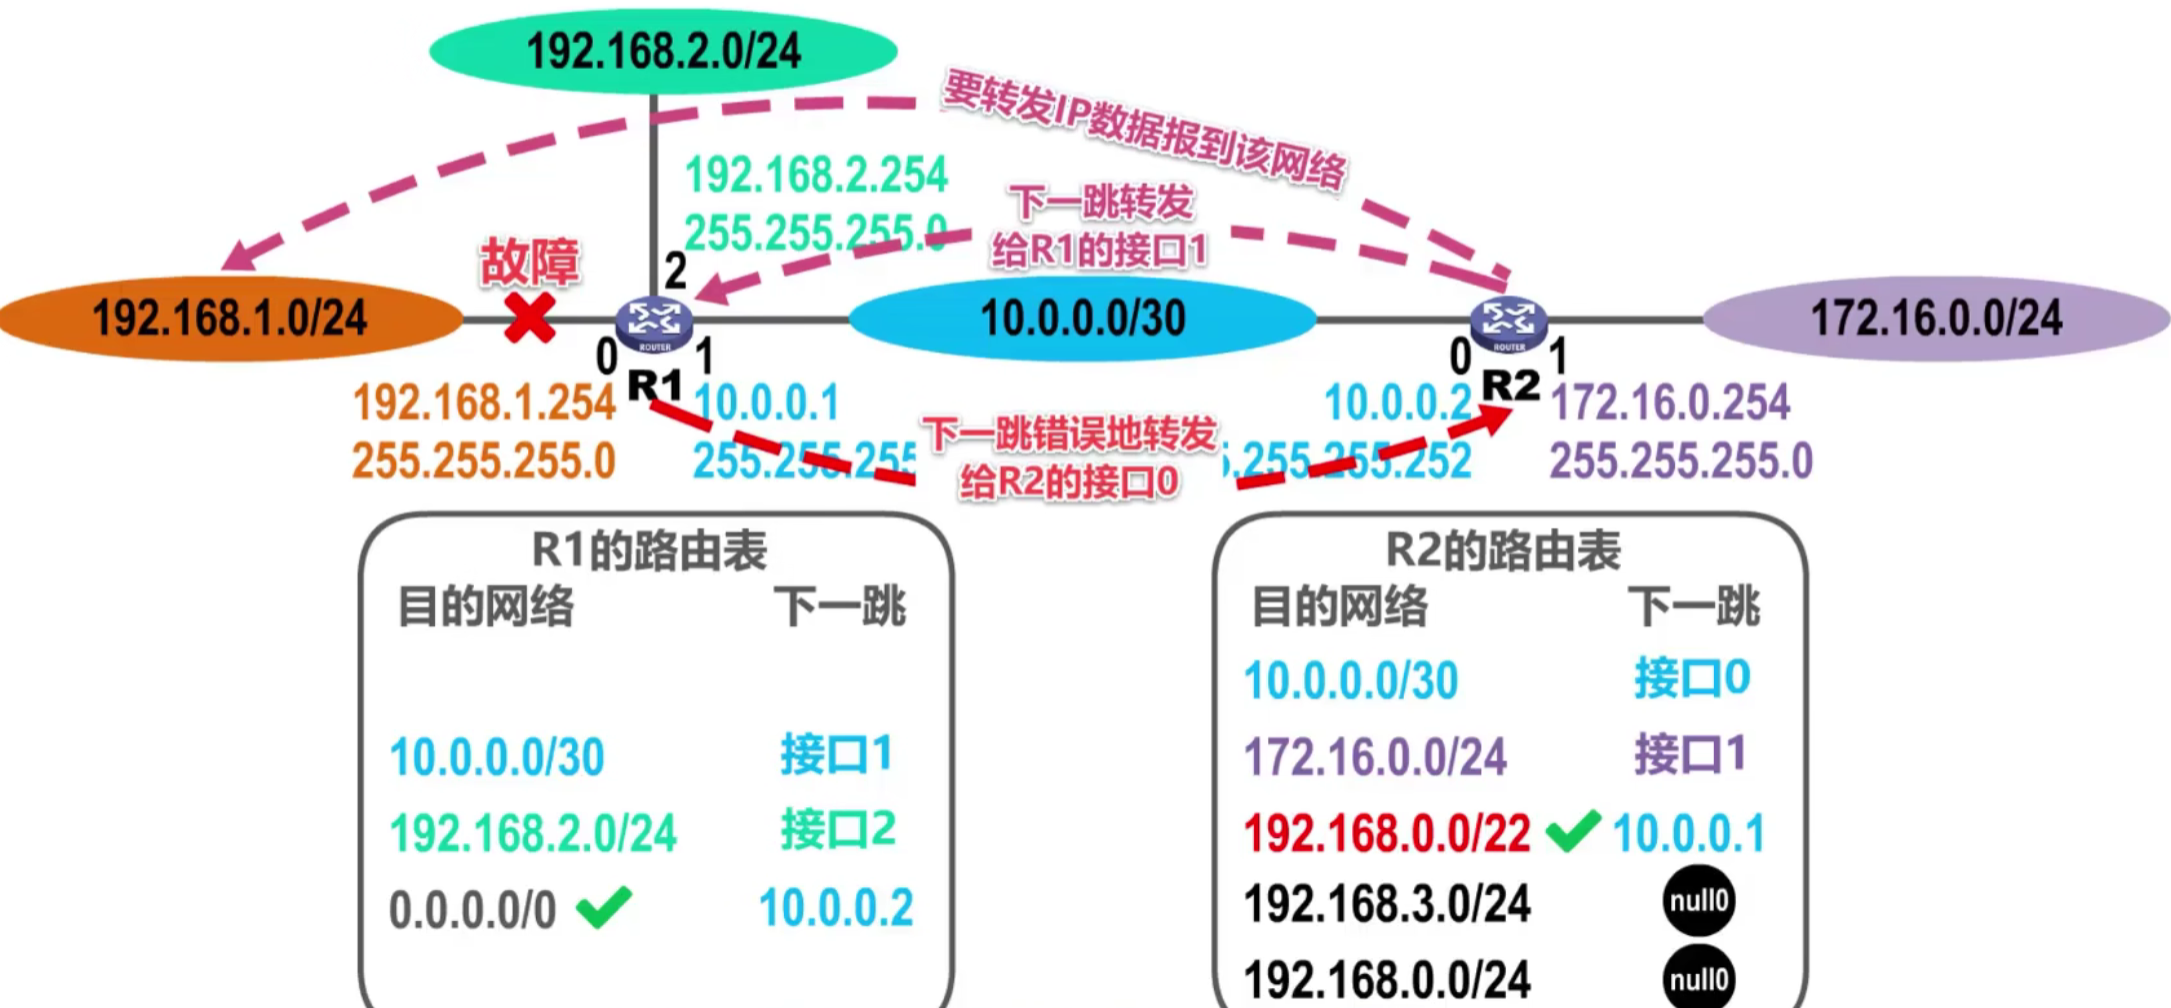 192.168.2.0/24
要转发IP数据报到该网络
192.168.2.254
255.255.255.0
下一跳转发
给R1的接口1
故障
2
192.168.1.0/24
10.0.0.0/30
172.16.0.0/24
ROUTER
ROUTER
0
1
0
1
R1
R2
192.168.1.254
255.255.255.0
10.0.0.1
255.255.255
下一跳错误地转发
给R2的接口0
10.0.0.2
.255.255.252
172.16.0.254
255.255.255.0
R1的路由表
目的网络 下一跳
10.0.0.0/30 接口1
192.168.2.0/24 接口2
0.0.0.0/0 10.0.0.2
R2的路由表
目的网络 下一跳
10.0.0.0/30 接口0
172.16.0.0/24 接口1
192.168.0.0/22 10.0.0.1
192.168.3.0/24 null0
192.168.0.0/24 null0